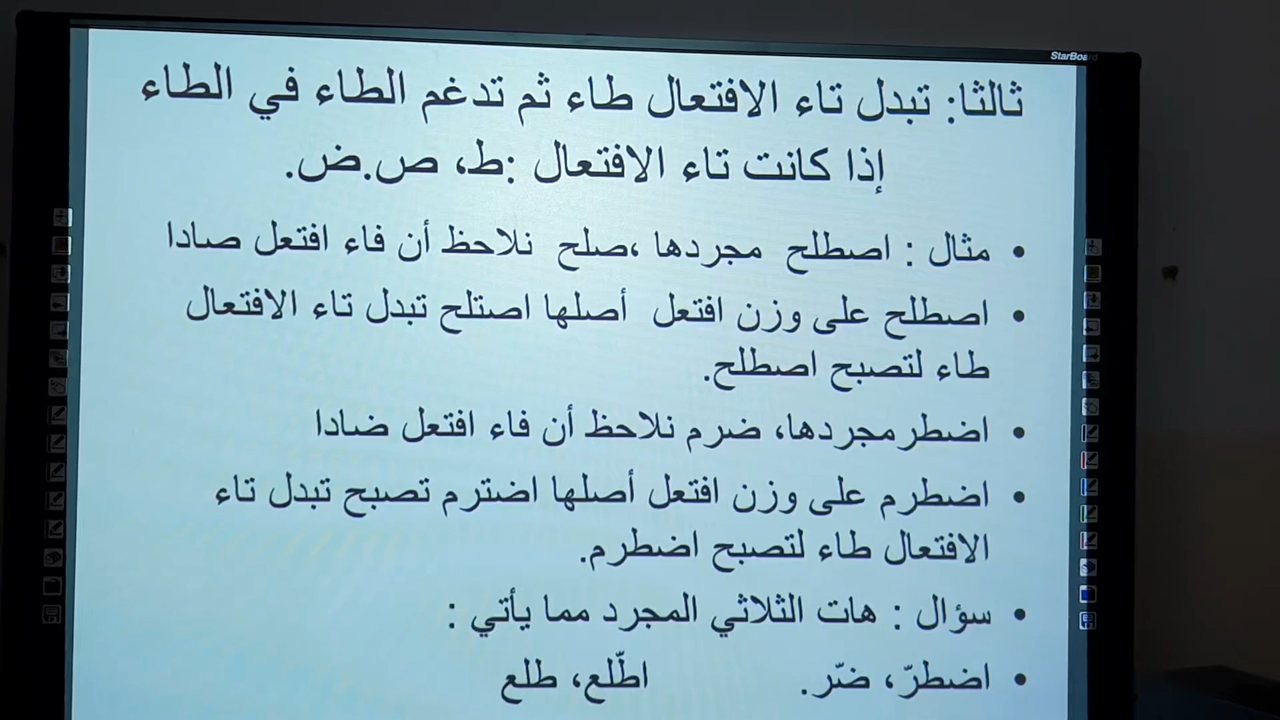 StarBoard
ثالثا: تبدل تاء الافتعال طاء ثم تدغم الطاء في الطاء
إذا كانت تاء الافتعال :ط، ص.ض.
• مثال : اصطلح مجردها ،صلح نلاحظ أن فاء افتعل صادا
• اصطلح على وزن افتعل أصلها اصتلح تبدل تاء الافتعال
طاء لتصبح اصطلح.
• اضطرمجردها، ضرم نلاحظ أن فاء افتعل ضادا
• اضطرم على وزن افتعل أصلها اضترم تصبح تبدل تاء
الافتعال طاء لتصبح اضطرم.
• سؤال : هات الثلاثي المجرد مما يأتي :
• اضطرّ، ضّر. اطّلع، طلع